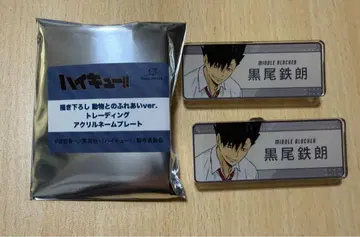 ハイキュー!!
描き下ろし 動物とのふれあいver.
トレーディング
アクリルネームプレート
MIDDLE BLOCKER
黒尾鉄朗
MIDDLE BLOCKER
黒尾鉄朗